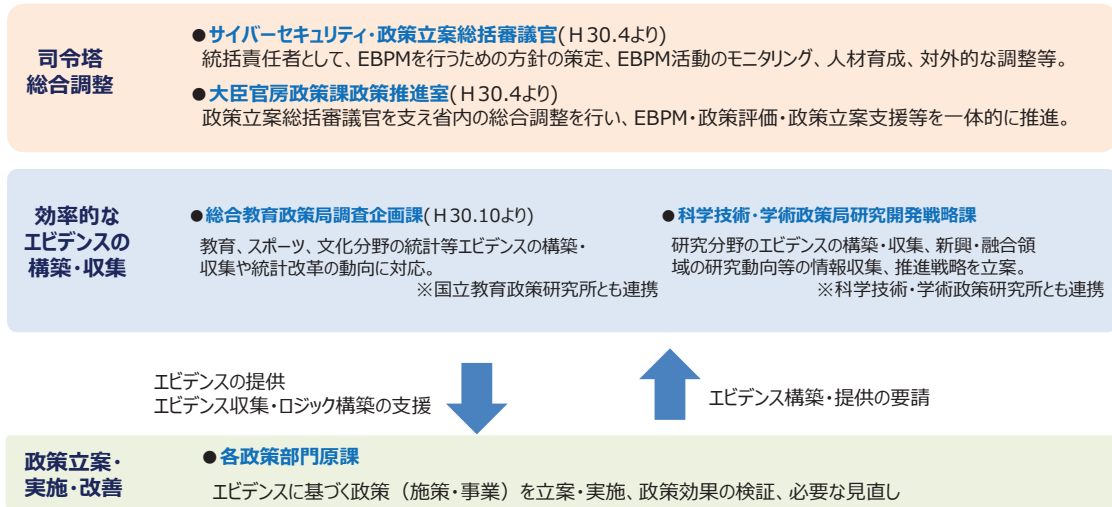 司令塔
総合調整
●サイバーセキュリティ・政策立案総括審議官(H30.4より)
統括責任者として、EBPMを行うための方針の策定、EBPM活動のモニタリング、人材育成、対外的な調整等。
●大臣官房政策課政策推進室(H30.4より)
政策立案総括審議官を支え省内の総合調整を行い、EBPM・政策評価・政策立案支援等を一体的に推進。
効率的な
エビデンスの
構築・収集
●総合教育政策局調査企画課(H30.10より)
教育、スポーツ、文化分野の統計等エビデンスの構築・
収集や統計改革の動向に対応。
※国立教育政策研究所とも連携
●科学技術・学術政策局研究開発戦略課
研究分野のエビデンスの構築・収集、新興・融合領
域の研究動向等の情報収集、推進戦略を立案。
※科学技術・学術政策研究所とも連携
エビデンスの提供
エビデンス収集・ロジック構築の支援
エビデンス構築・提供の要請
政策立案・
実施・改善
●各政策部門原課
エビデンスに基づく政策（施策・事業）を立案・実施、政策効果の検証、必要な見直し